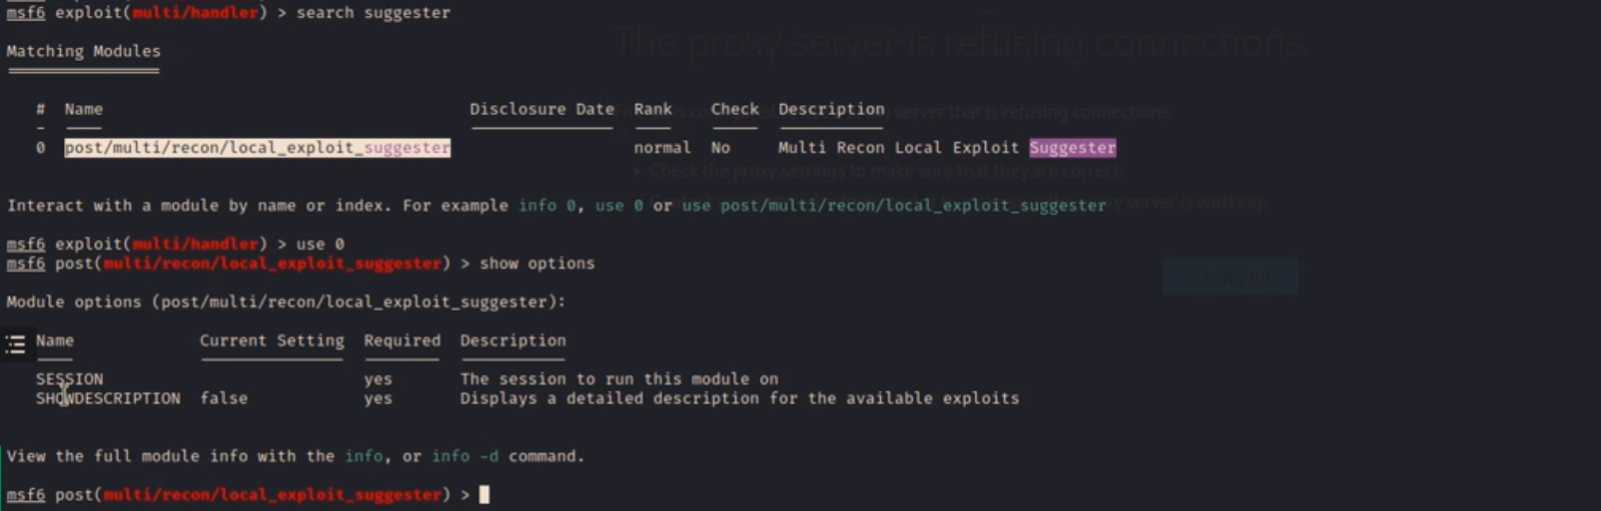 msf6 exploit(multi/handler) > search suggester
The proxy server is refusing connections.
Matching Modules
# Name Disclosure Date Rank Check Description
server that is refusing connections.
0 post/multi/recon/local_exploit_suggester normal No Multi Recon Local Exploit Suggester
• Check the proxy settings to make sure that they are correct.
Interact with a module by name or index. For example info 0, use 0 or use post/multi/recon/local_exploit_suggester
server is working.
msf6 exploit(multi/handler) > use 0
msf6 post(multi/recon/local_exploit_suggester) > show options
Module options (post/multi/recon/local_exploit_suggester):
Name Current Setting Required Description
SESSION yes The session to run this module on
SHOWDESCRIPTION false yes Displays a detailed description for the available exploits
View the full module info with the info, or info -d command.
msf6 post(multi/recon/local_exploit_suggester) >